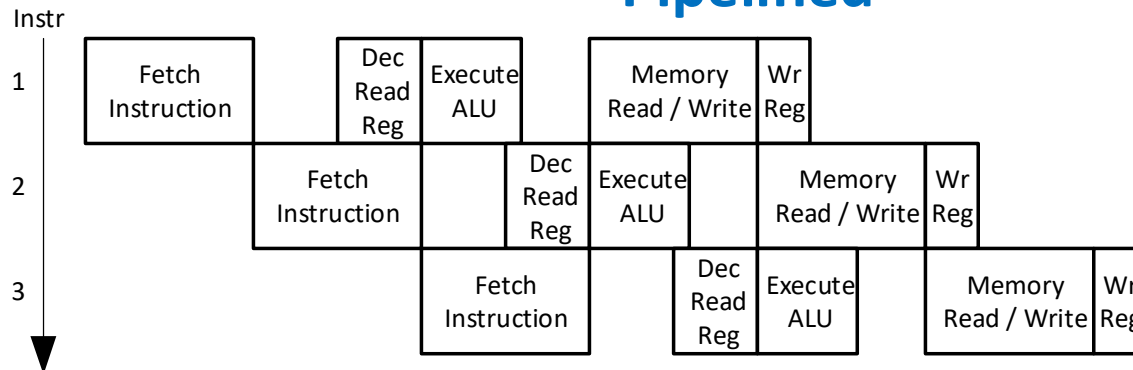 Pipelined
Instr
1
Fetch
Instruction
Dec
Read
Reg
Execute
ALU
Memory
Read / Write
Wr
Reg
2
Fetch
Instruction
Dec
Read
Reg
Execute
ALU
Memory
Read / Write
Wr
Reg
3
Fetch
Instruction
Dec
Read
Reg
Execute
ALU
Memory
Read / Write
Wr
Reg